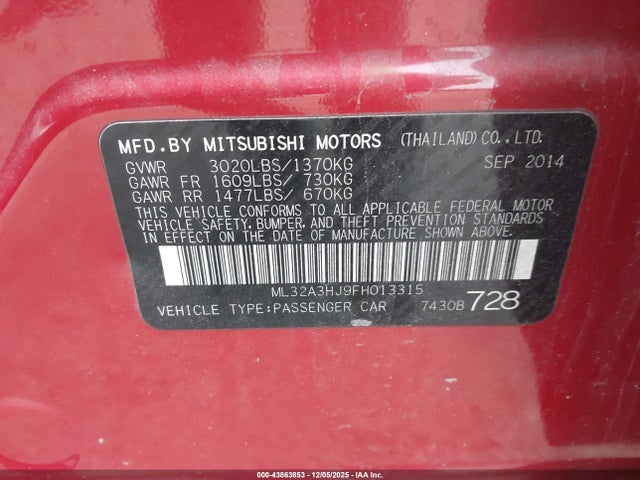 MFD.BY MITSUBISHI MOTORS (THAILAND)CO.,LTD.
GVWR 3020LBS/1370KG SEP 2014
GAWR FR 1609LBS/ 730KG
GAWR RR 1477LBS/ 670KG
THIS VEHICLE CONFORMS TO ALL APPLICABLE FEDERAL MOTOR
VEHICLE SAFETY, BUMPER, AND THEFT PREVENTION STANDARDS
IN EFFECT ON THE DATE OF MANUFACTURE SHOWN ABOVE.
ML32A3HJ9FH013315
VEHICLE TYPE:PASSENGER CAR 7430B 728
000-43863853 - 12/05/2025 - IAA Inc.